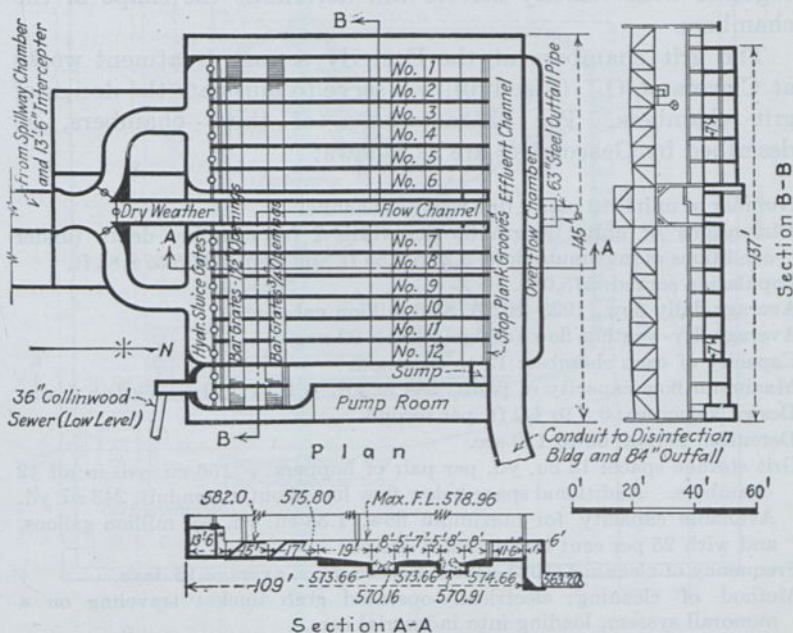 B
From Spillway Chamber
and 13'-6" Intercepter
No. 1
No. 2
No. 3
No. 4
No. 5
No. 6
Dry Weather
Flow Channel
A
A
No. 7
No. 8
No. 9
No. 10
No. 11
No. 12
Hydr. Sluice Gates
Bar Grates-1½" Openings
Bar Grates-¾" Openings
Stop Plank Grooves
Effluent Channel
Overflow Chamber
63" Steel Outfall Pipe
145'
N
Sump
36" Collinwood
Sewer (Low Level)
Pump Room
B
Plan
Conduit to Disinfection
Bldg and 84" Outfall
Section B-B
137'
0' 20' 40' 60'
582.0
575.80
Max. F.L. 578.96
13'-6"
15'
17'
19'
8'
5'
7'
5'
8'
8'
11'-6"
6'
109'
573.66
573.66
574.66
563.20
570.16
570.91
Section A-A